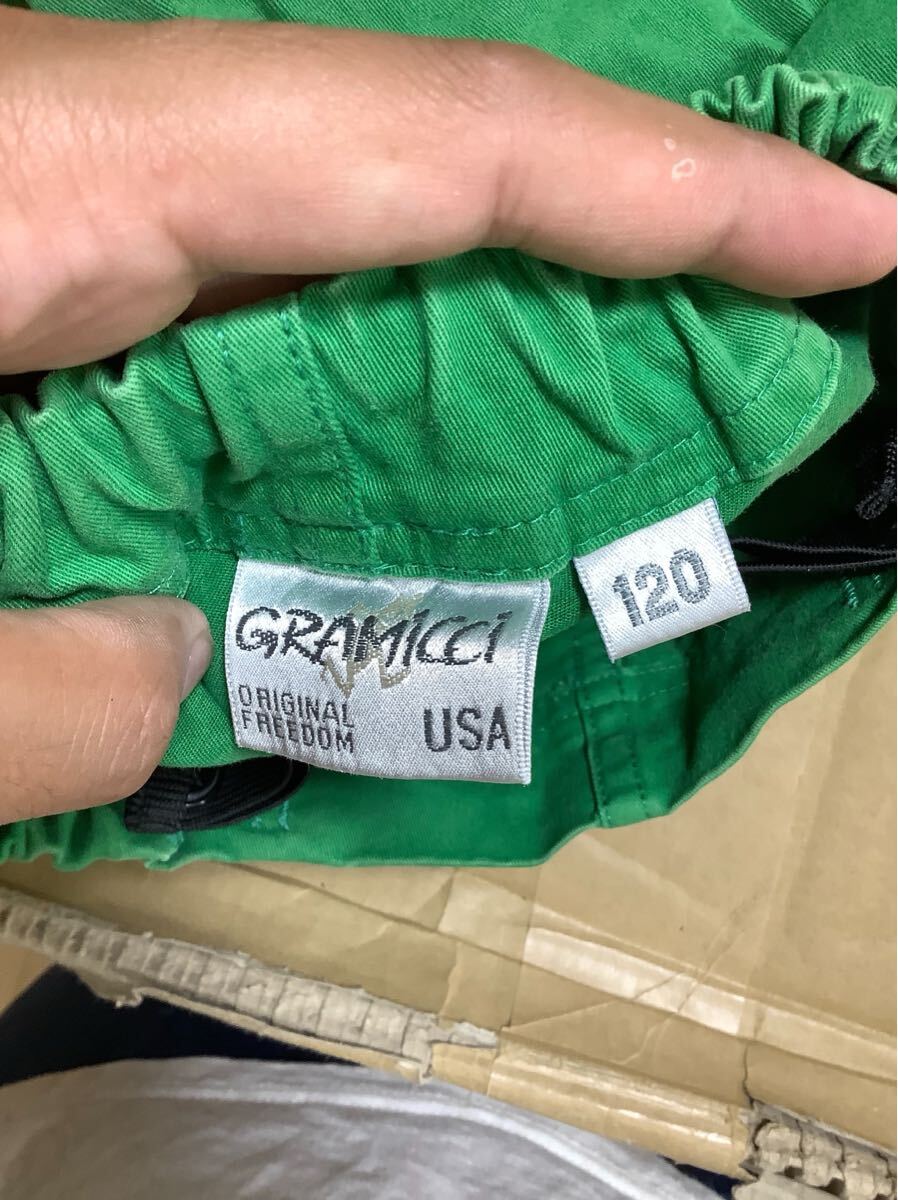 GRAMICCI
ORIGINAL
FREEDOM
USA
120